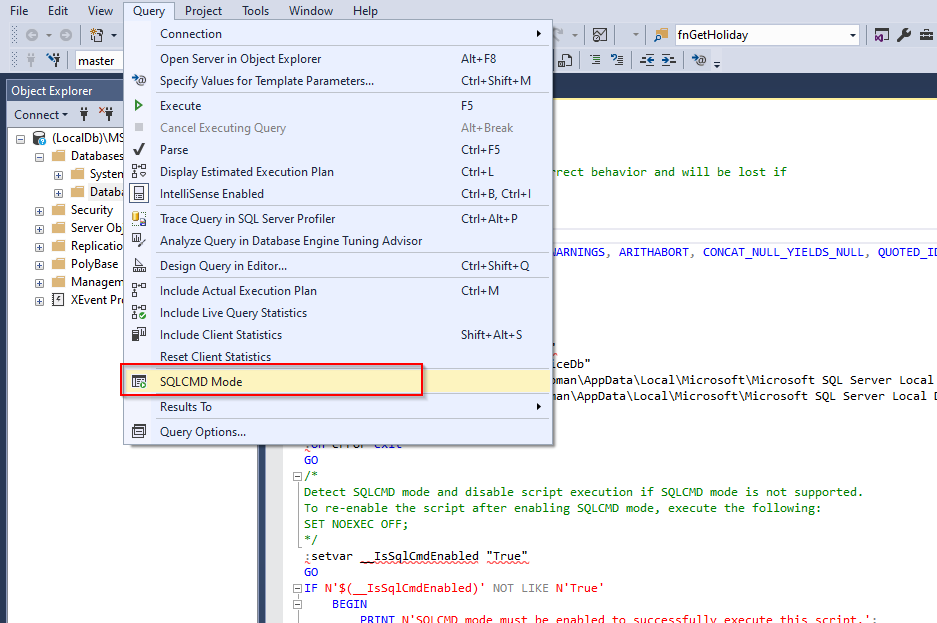 File Edit View Query Project Tools Window Help
fnGetHoliday
master
Object Explorer
Connect
(LocalDb)\MS
Databases
System
Databa
Security
Server Obj
Replicatio
PolyBase
Managem
XEvent Pro
Connection
Open Server in Object Explorer Alt+F8
Specify Values for Template Parameters... Ctrl+Shift+M
Execute F5
Cancel Executing Query Alt+Break
Parse Ctrl+F5
Display Estimated Execution Plan Ctrl+L
IntelliSense Enabled Ctrl+B, Ctrl+I
Trace Query in SQL Server Profiler Ctrl+Alt+P
Analyze Query in Database Engine Tuning Advisor
Design Query in Editor... Ctrl+Shift+Q
Include Actual Execution Plan Ctrl+M
Include Live Query Statistics
Include Client Statistics Shift+Alt+S
Reset Client Statistics
SQLCMD Mode
Results To
Query Options...
rrect behavior and will be lost if
WARNINGS, ARITHABORT, CONCAT_NULL_YIELDS_NULL, QUOTED_ID
iceDb"
man\AppData\Local\Microsoft\Microsoft SQL Server Local
man\AppData\Local\Microsoft\Microsoft SQL Server Local D
:on error exit
GO
/*
Detect SQLCMD mode and disable script execution if SQLCMD mode is not supported.
To re-enable the script after enabling SQLCMD mode, execute the following:
SET NOEXEC OFF;
*/
:setvar __IsSqlCmdEnabled "True"
GO
IF N'$(__IsSqlCmdEnabled)' NOT LIKE N'True'
BEGIN
PRINT N'SQLCMD mode must be enabled to successfully execute this script.';